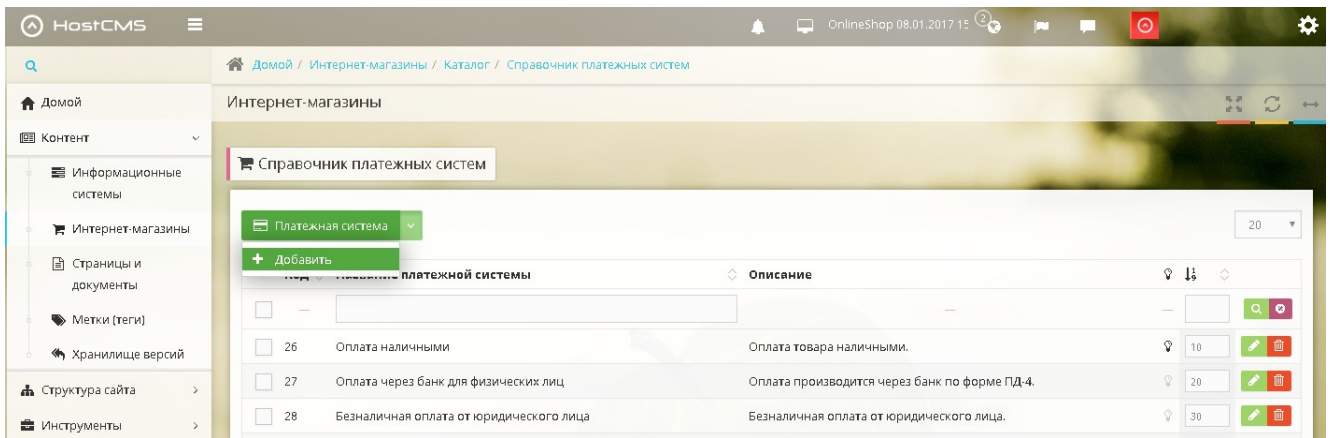 HostCMS
OnlineShop 08.01.2017 15 2
Домой / Интернет-магазины / Каталог / Справочник платежных систем
Домой
Интернет-магазины
Контент
Информационные
системы
Справочник платежных систем
Интернет-магазины
Платежная система
20
Страницы и
документы
Добавить
Код
платежной системы
Описание
Метки (теги)
— — —
Хранилище версий
26 Оплата наличными Оплата товара наличными. 10
Структура сайта
27 Оплата через банк для физических лиц Оплата производится через банк по форме ПД-4. 20
Инструменты
28 Безналичная оплата от юридического лица Безналичная оплата от юридического лица. 30